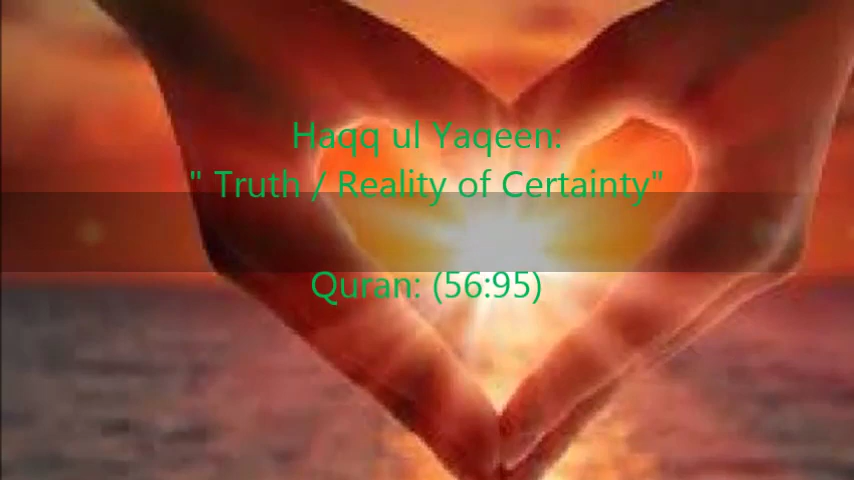 Haqq ul Yaqeen:
" Truth / Reality of Certainty"
Quran: (56:95)